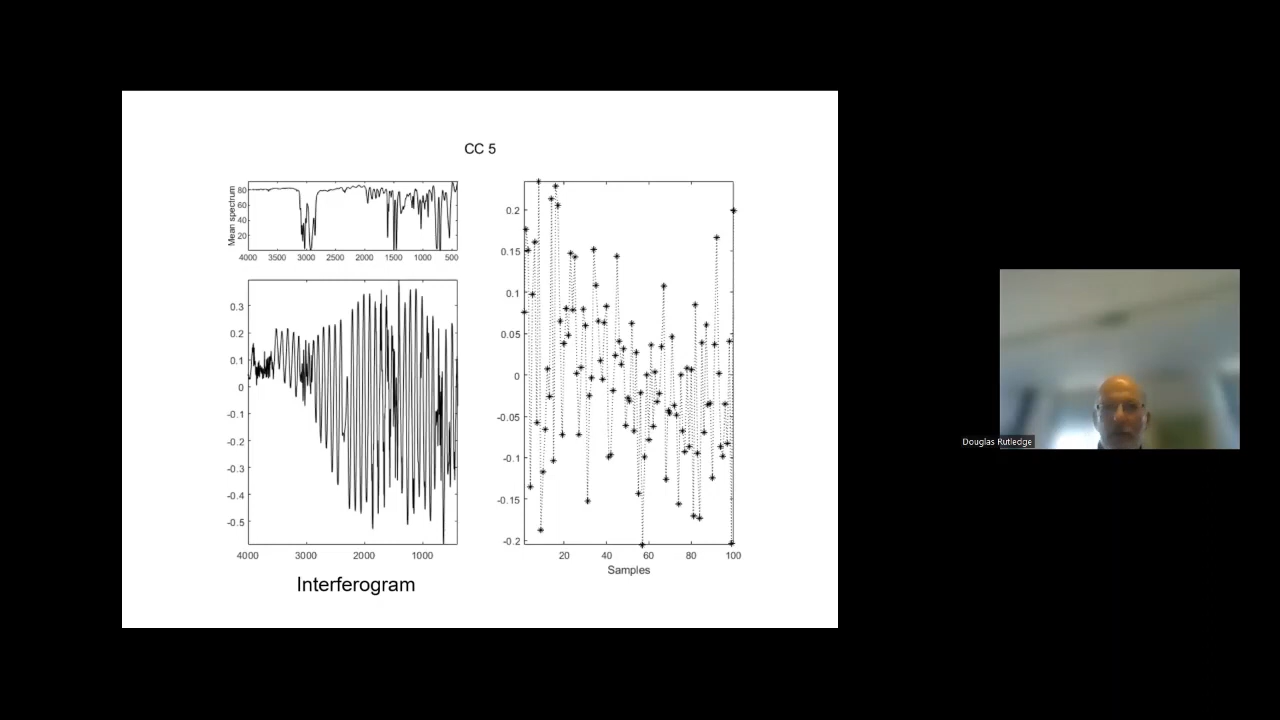 CC 5
Mean spectrum
80
60
40
20
4000 3500 3000 2500 2000 1500 1000 500
0.3
0.2
0.1
0
-0.1
-0.2
-0.3
-0.4
-0.5
4000 3000 2000 1000
Interferogram
0.2
0.15
0.1
0.05
0
-0.05
-0.1
-0.15
-0.2
20 40 60 80 100
Samples
Douglas Rutledge